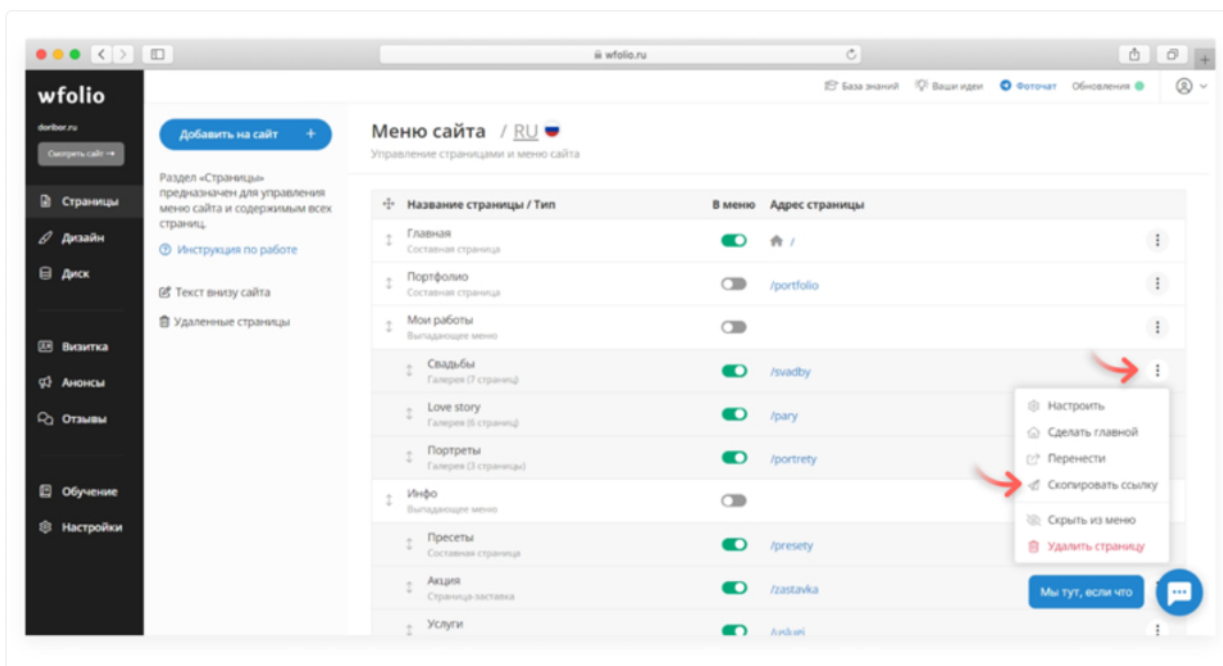 wfolio.ru
База знаний
Ваши идеи
Фоточат
Обновления
wfolio
doribor.ru
Смотреть сайт →
Страницы
Дизайн
Диск
Визитка
Анонсы
Отзывы
Обучение
Настройки
Добавить на сайт +
Раздел «Страницы»
предназначен для управления
меню сайта и содержимым всех
страниц.
Инструкция по работе
Текст внизу сайта
Удаленные страницы
Меню сайта / RU
Управление страницами и меню сайта
Название страницы / Тип В меню Адрес страницы
Главная
Составная страница
/
Портфолио
Составная страница
/portfolio
Мои работы
Выпадающее меню
Свадьбы
Галерея (7 страниц)
/svadby
Love story
Галерея (6 страниц)
/pary
Портреты
Галерея (3 страницы)
/portrety
Инфо
Выпадающее меню
Пресеты
Составная страница
/presety
Акция
Страница-заставка
/zastavka
Услуги
/uslugi
Настроить
Сделать главной
Перенести
Скопировать ссылку
Скрыть из меню
Удалить страницу
Мы тут, если что